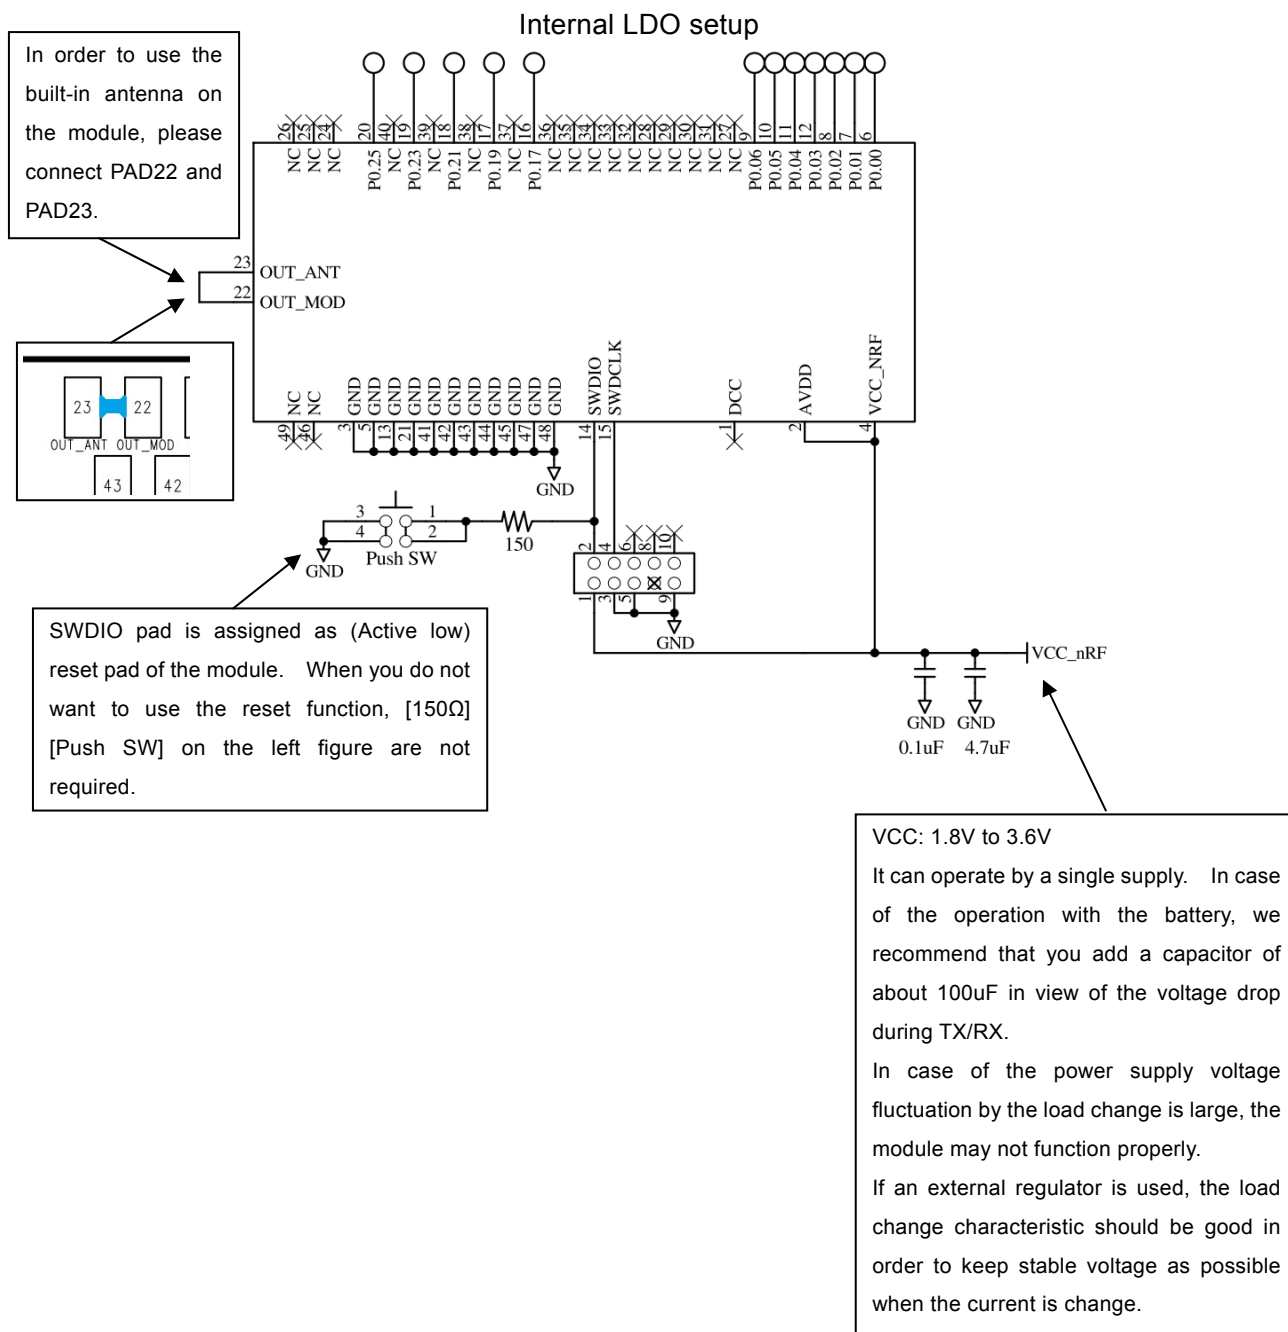 Internal LDO setup
In order to use the
built-in antenna on
the module, please
connect PAD22 and
PAD23.
26 25 24 20 40 19 39 18 38 17 37 16 36 35 34 33 32 28 29 30 31 27 9 10 11 12 8 7 6
NC NC NC P0.25 NC P0.23 NC P0.21 NC P0.19 NC P0.17 NC NC NC NC NC NC NC NC NC NC P0.06 P0.05 P0.04 P0.03 P0.02 P0.01 P0.00
23 OUT_ANT
22 OUT_MOD
23 22
OUT_ANT OUT_MOD
43 42
NC NC GND GND GND GND GND GND GND GND GND GND GND SWDIO SWDCLK DCC AVDD VCC_NRF
49 46 3 5 13 21 41 42 43 44 45 47 48 14 15 1 2 4
GND
3 1
4 2
Push SW
GND
150
2 4 6 8 10
1 3 5 9
GND
VCC_nRF
GND GND
0.1uF 4.7uF
SWDIO pad is assigned as (Active low)
reset pad of the module. When you do not
want to use the reset function, [150Ω]
[Push SW] on the left figure are not
required.
VCC: 1.8V to 3.6V
It can operate by a single supply. In case
of the operation with the battery, we
recommend that you add a capacitor of
about 100uF in view of the voltage drop
during TX/RX.
In case of the power supply voltage
fluctuation by the load change is large, the
module may not function properly.
If an external regulator is used, the load
change characteristic should be good in
order to keep stable voltage as possible
when the current is change.